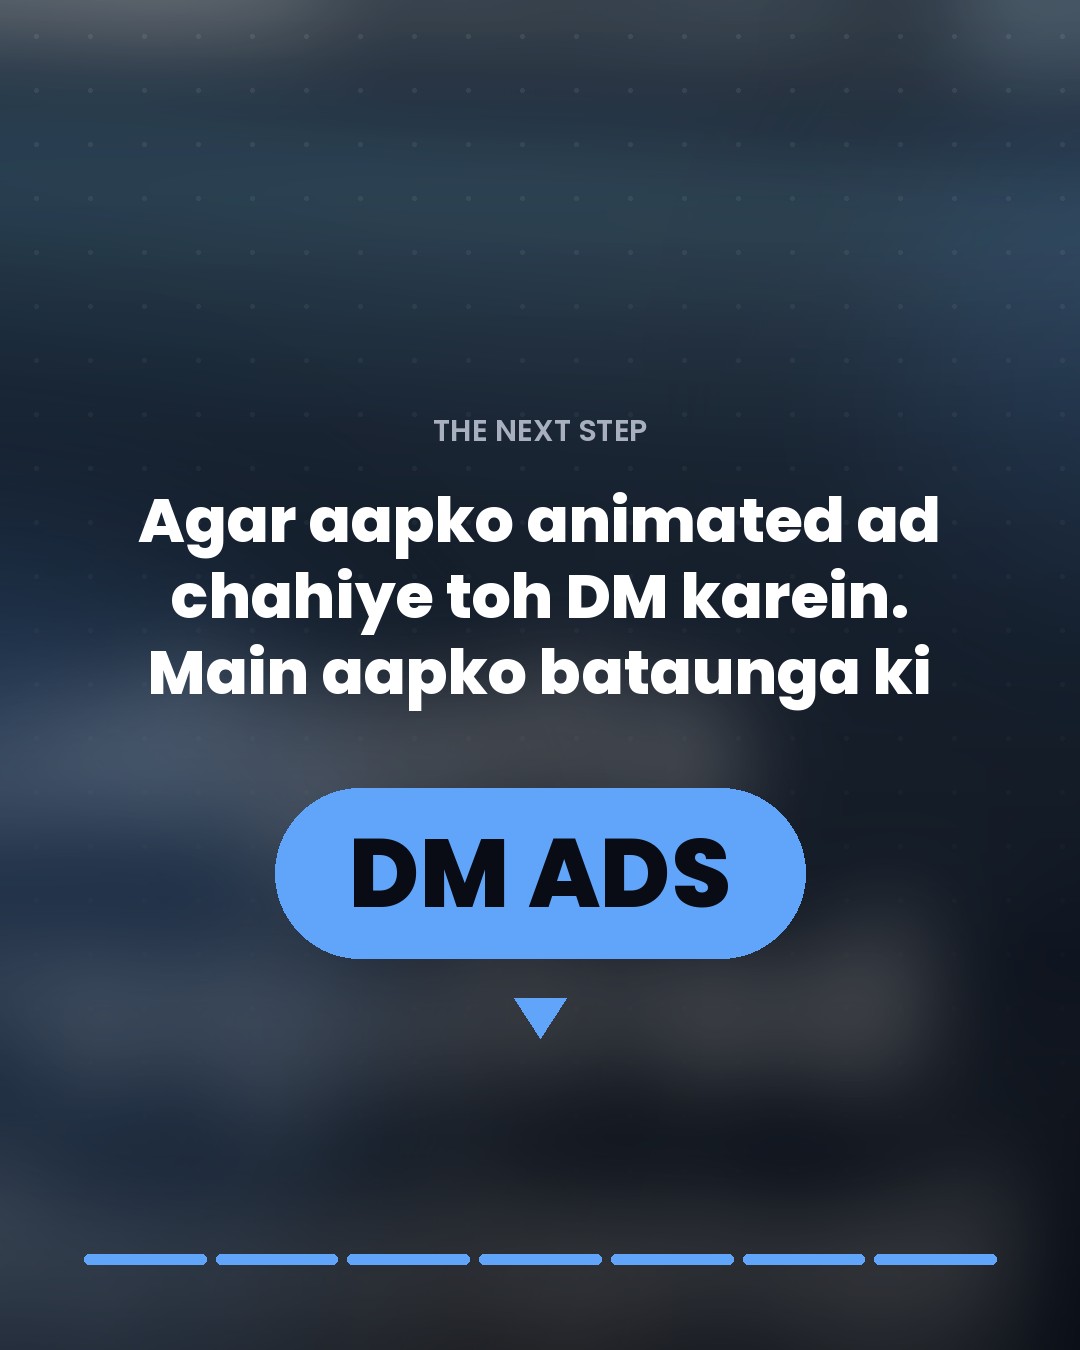 THE NEXT STEP
Agar aapko animated ad
chahiye toh DM karein.
Main aapko bataunga ki
DM ADS